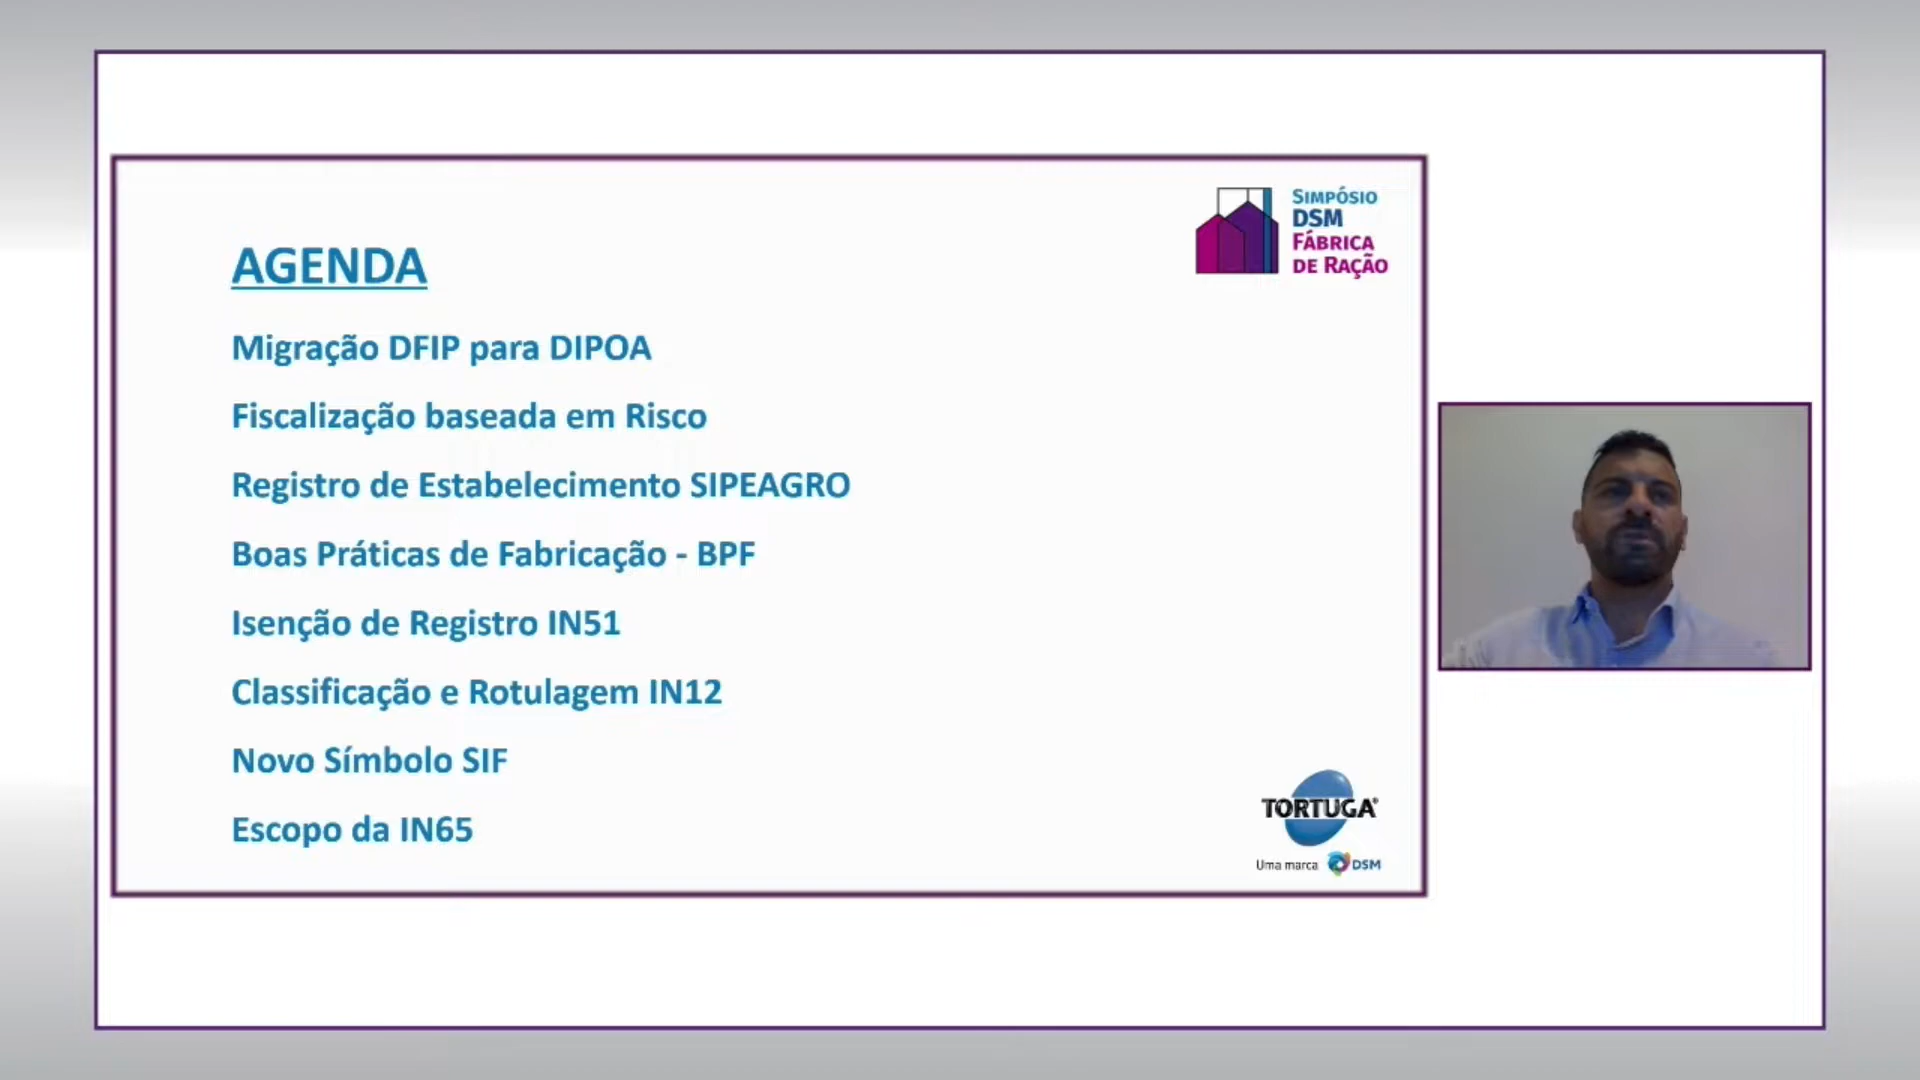 AGENDA
Migração DFIP para DIPOA
Fiscalização baseada em Risco
Registro de Estabelecimento SIPEAGRO
Boas Práticas de Fabricação - BPF
Isenção de Registro IN51
Classificação e Rotulagem IN12
Novo Símbolo SIF
Escopo da IN65
SIMPÓSIO
DSM
FÁBRICA
DE RAÇÃO
TORTUGA®
Uma marca DSM